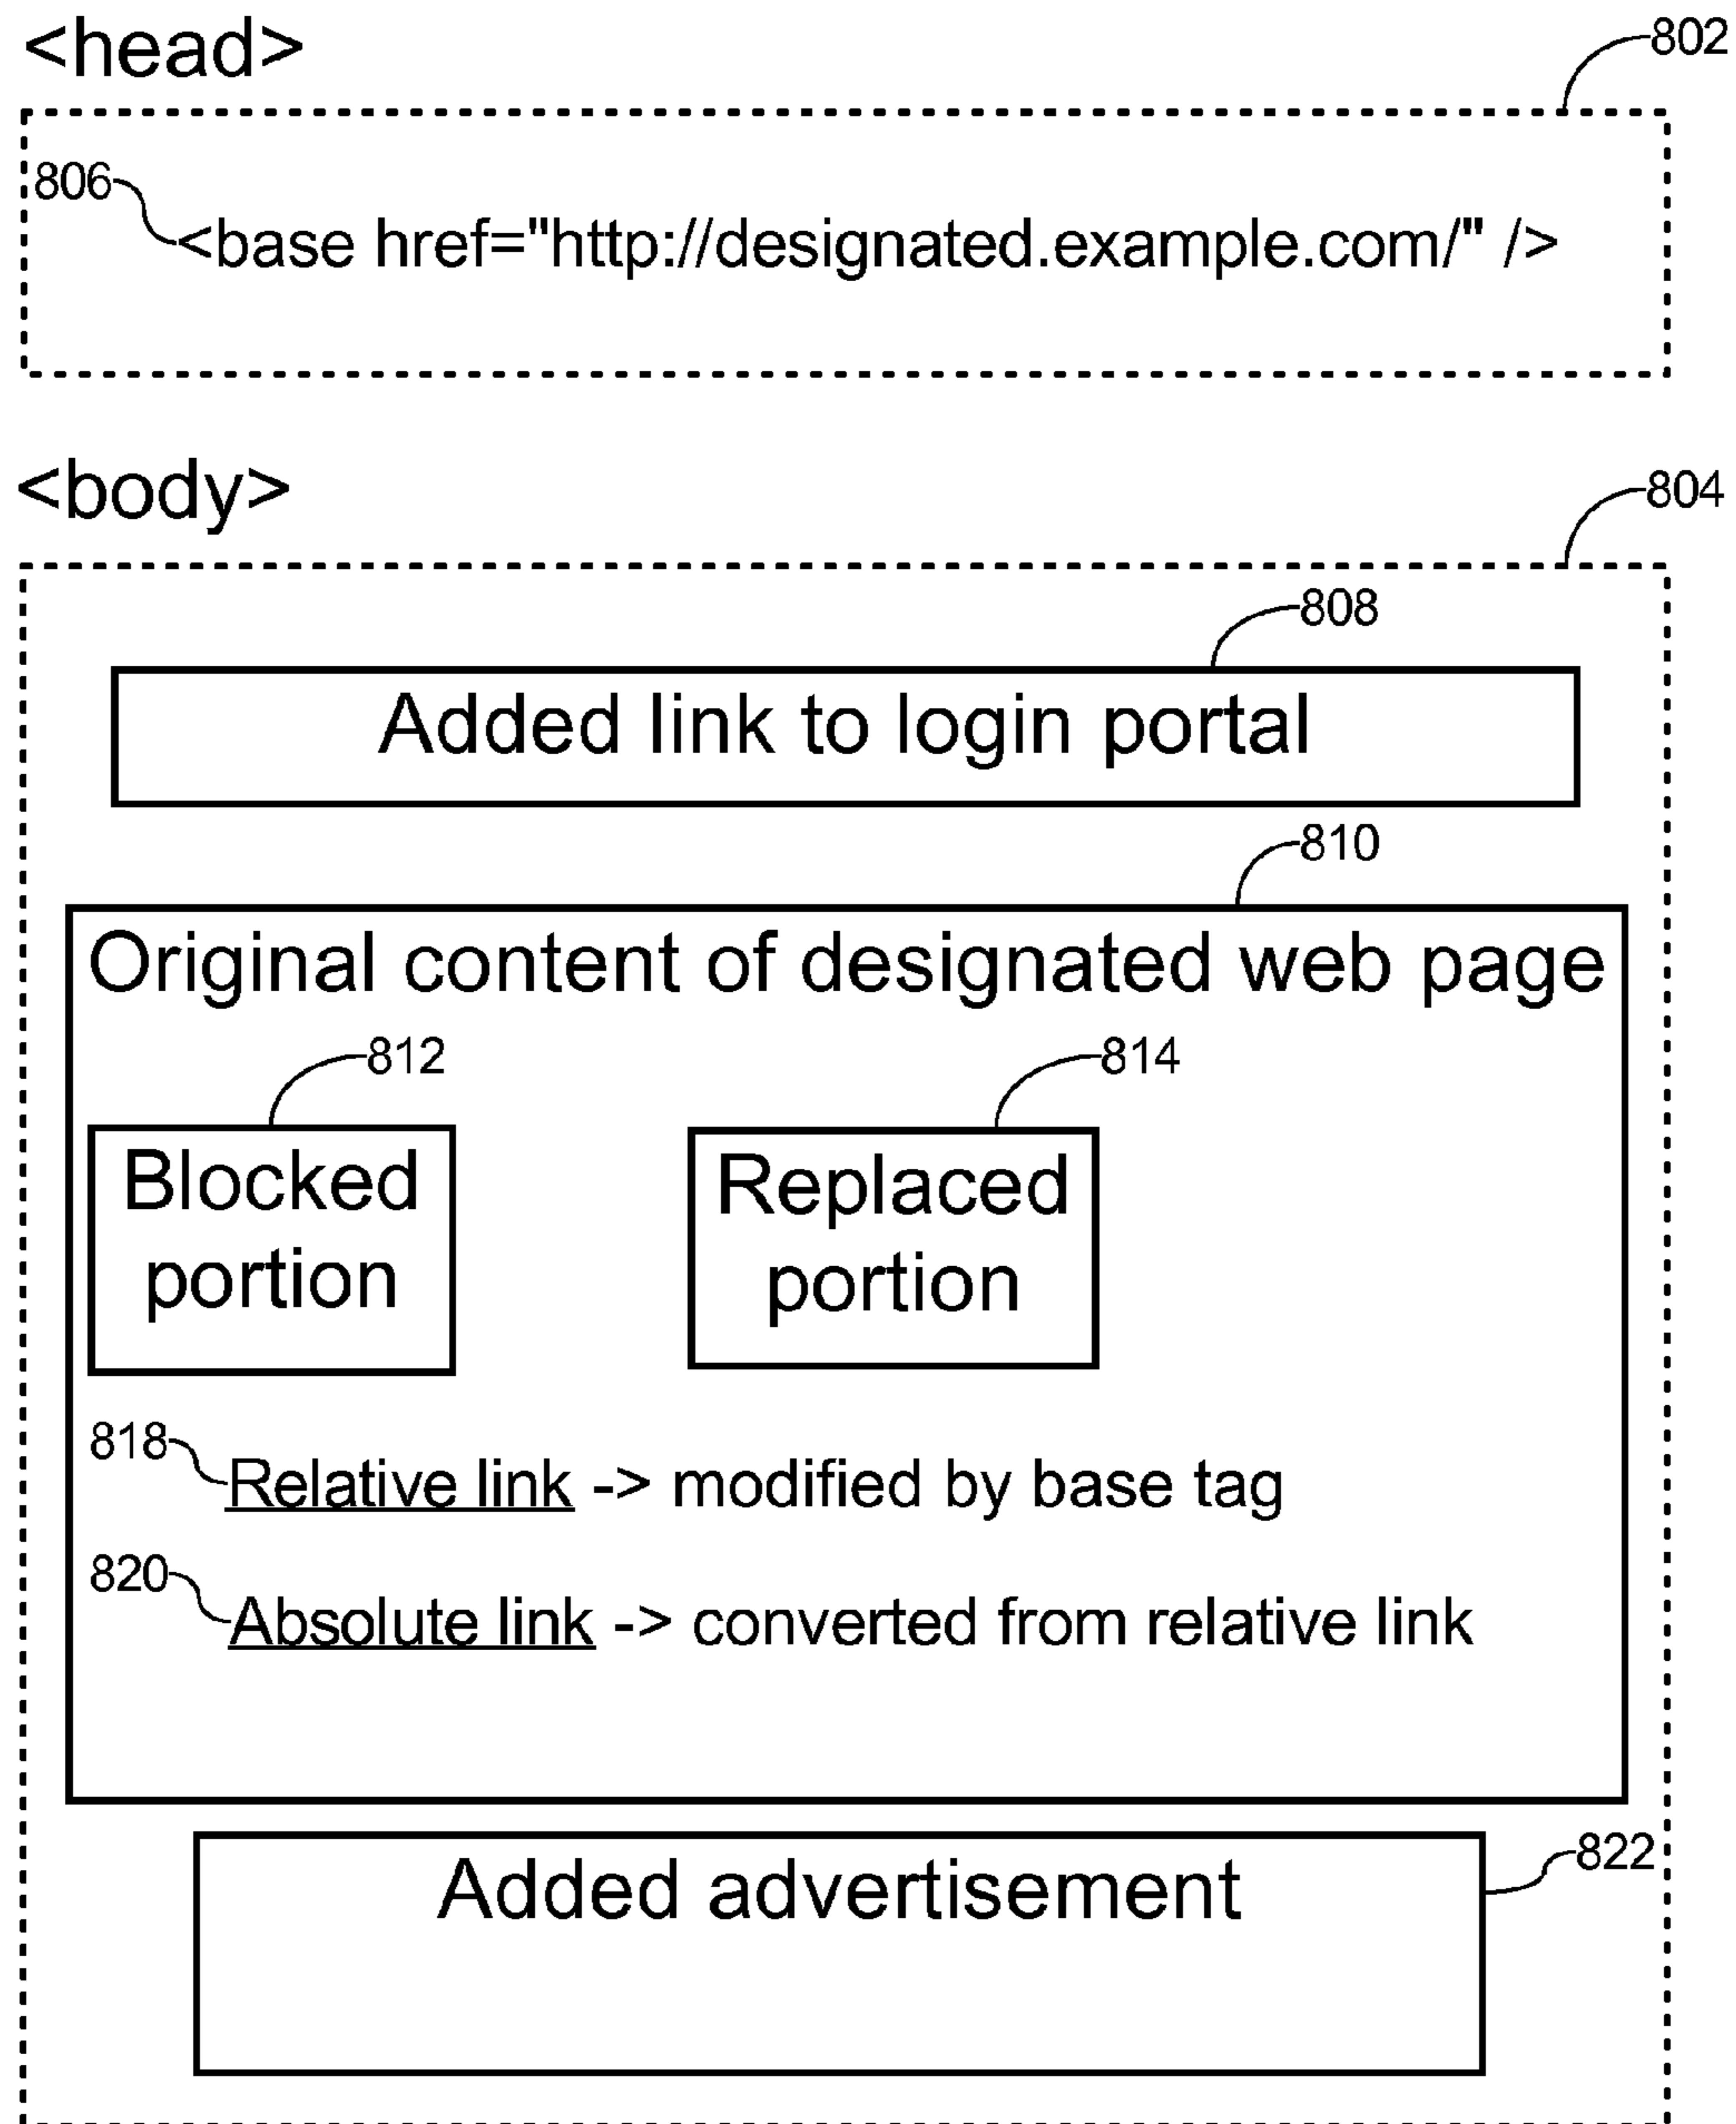 <head>
802
806
<base href="http://designated.example.com/" />
<body>
804
808
Added link to login portal
810
Original content of designated web page
812
814
Blocked
portion
Replaced
portion
818
Relative link -> modified by base tag
820
Absolute link -> converted from relative link
822
Added advertisement